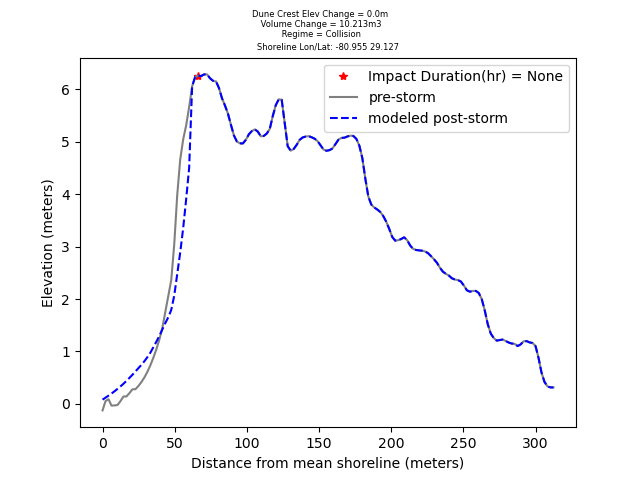 Dune Crest Elev Change = 0.0m
Volume Change = 10.213m3
Regime = Collision
Shoreline Lon/Lat: -80.955 29.127
Impact Duration(hr) = None
pre-storm
modeled post-storm
Elevation (meters)
6
5
4
3
2
1
0
0 50 100 150 200 250 300
Distance from mean shoreline (meters)